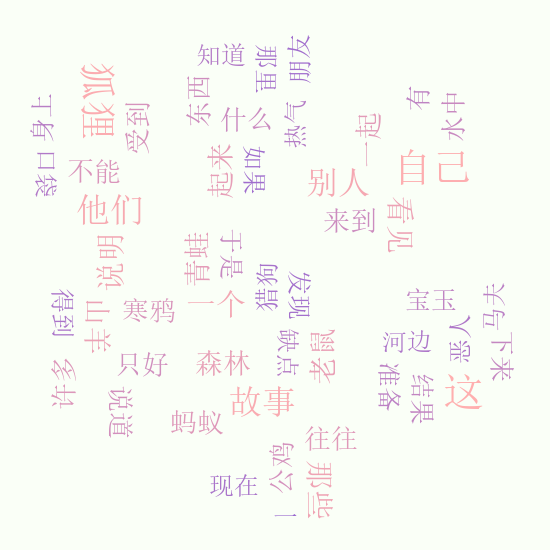 知道
那里
朋友
狐狸
东西
什么
热气
受到
身上
袋口
不能
他们
起来
如果
一起
有
水中
自己
别人
来到
看见
说明
青蛙
于是
猎狗
发现
一个
得到
山羊
寒鸦
宝玉
马夫
恶人
下来
河边
缺点
老鼠
只好
森林
许多
说道
准备
结果
这
故事
蚂蚁
往往
公鸡
那些
现在